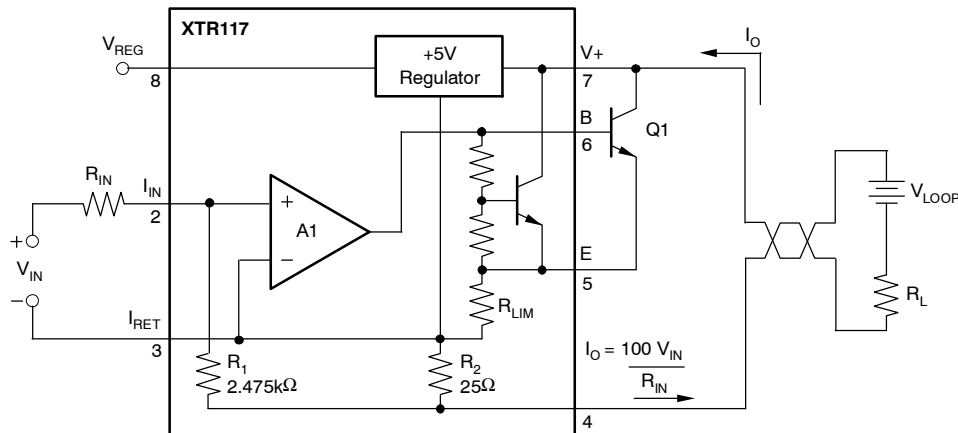 XTR117
V+
7
I_O
V_REG
8
+5V
Regulator
B
6
Q1
R_IN
I_IN
2
+
A1
−
V_LOOP
+
V_IN
−
E
5
R_LIM
R_L
I_RET
3
R_1
2.475kΩ
R_2
25Ω
I_O = 100 V_IN
R_IN
4